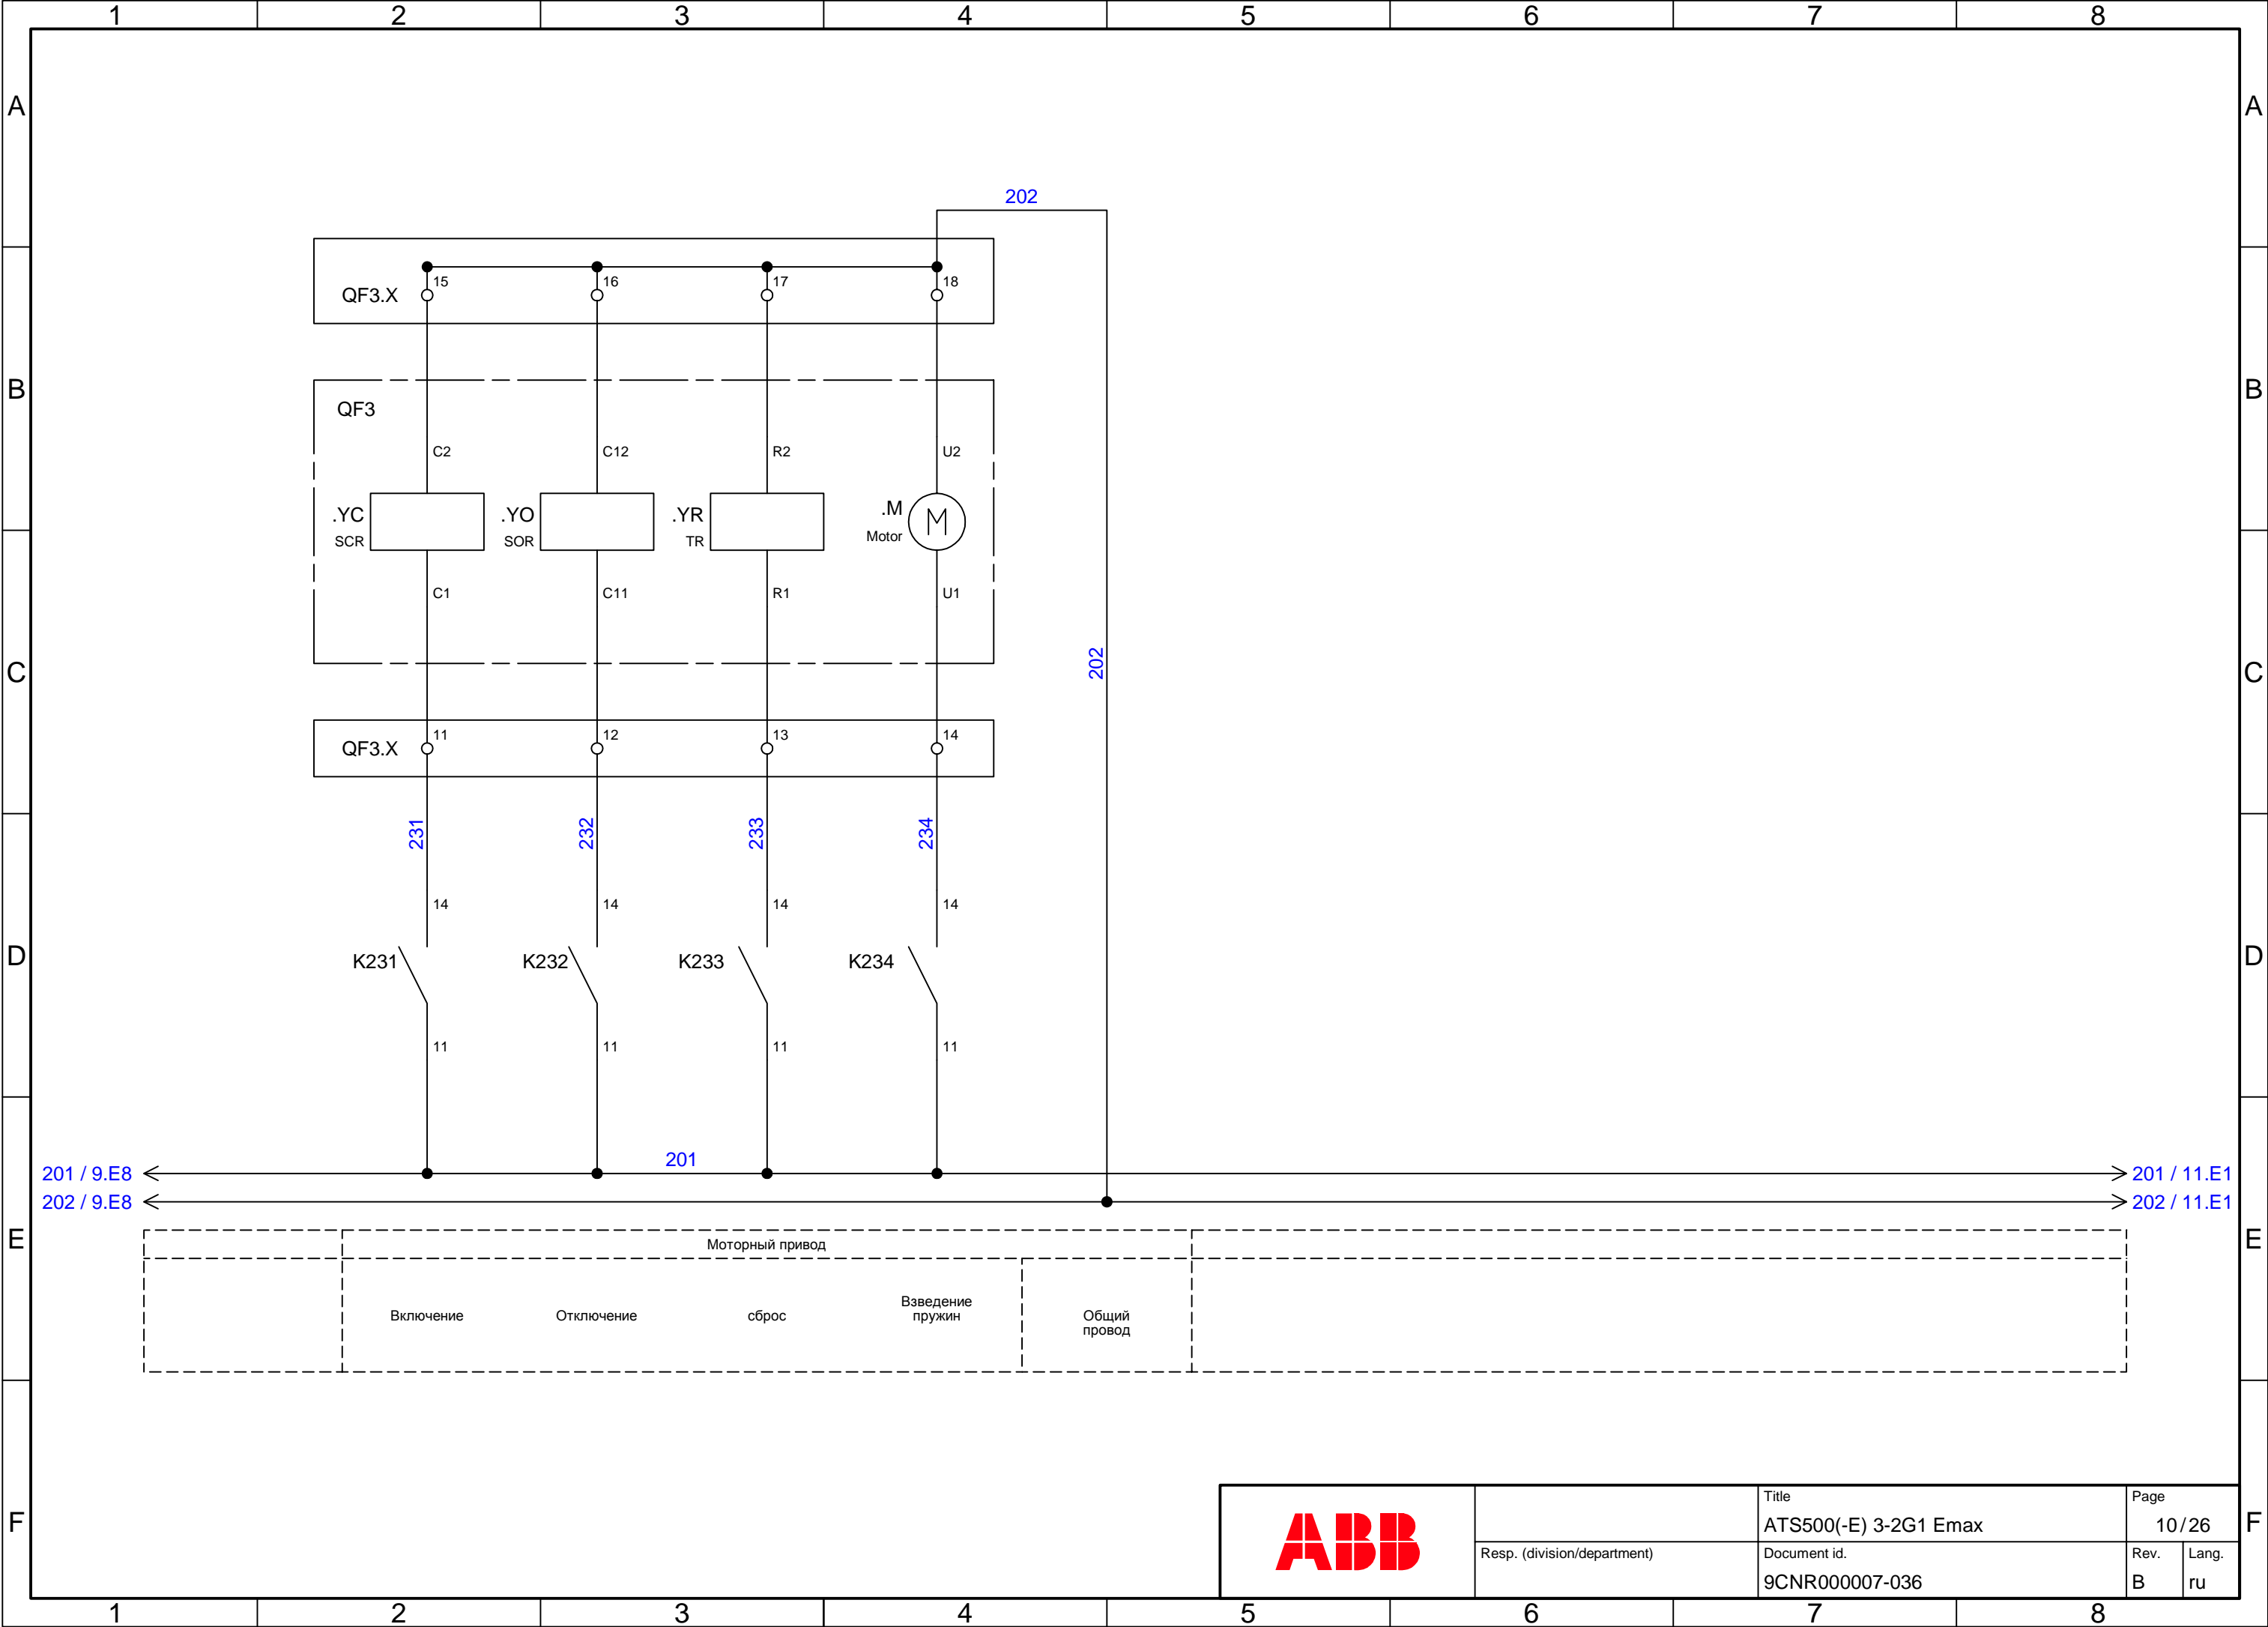 1 2 3 4 5 6 7 8
A A
202
15 16 17 18
QF3.X
B B
QF3
C2 C12 R2 U2
.YC .YO .YR .M M
SCR SOR TR Motor
C1 C11 R1 U1
202
C C
11 12 13 14
QF3.X
231 232 233 234
14 14 14 14
D D
K231 K232 K233 K234
11 11 11 11
201
201 / 9.E8 201 / 11.E1
202 / 9.E8 202 / 11.E1
E E
Моторный привод
Включение Отключение сброс Взведение
пружин
Общий
провод
F F
ABB
Title
ATS500(-E) 3-2G1 Emax
Page
10/26
Resp. (division/department)
Document id.
9CNR000007-036
Rev.
B
Lang.
ru
1 2 3 4 5 6 7 8